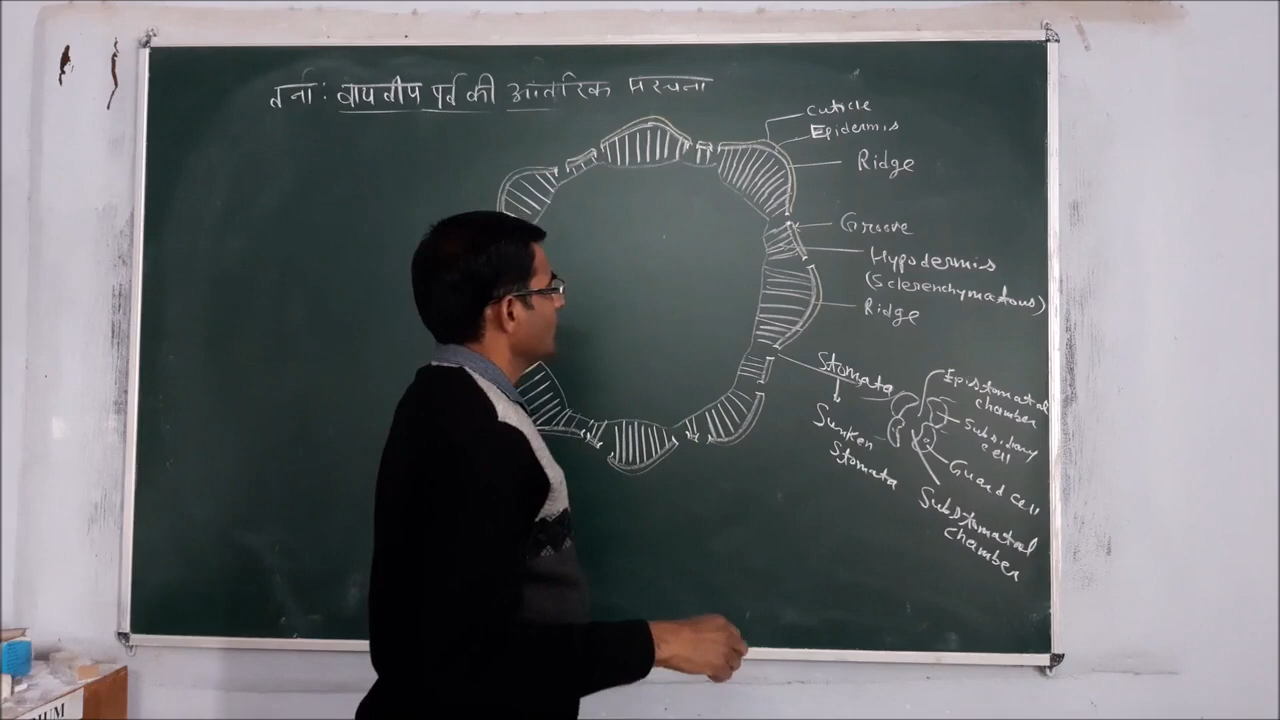 तना: वायवीय पर्व की आंतरिक संरचना
cuticle
Epidermis
Ridge
Groove
Hypodermis
(Sclerenchymatous)
Ridge
Stomata
Sunken
Stomata
Epistomatal
chamber
Subsidiary
cell
Guard cell
Substomatal
chamber